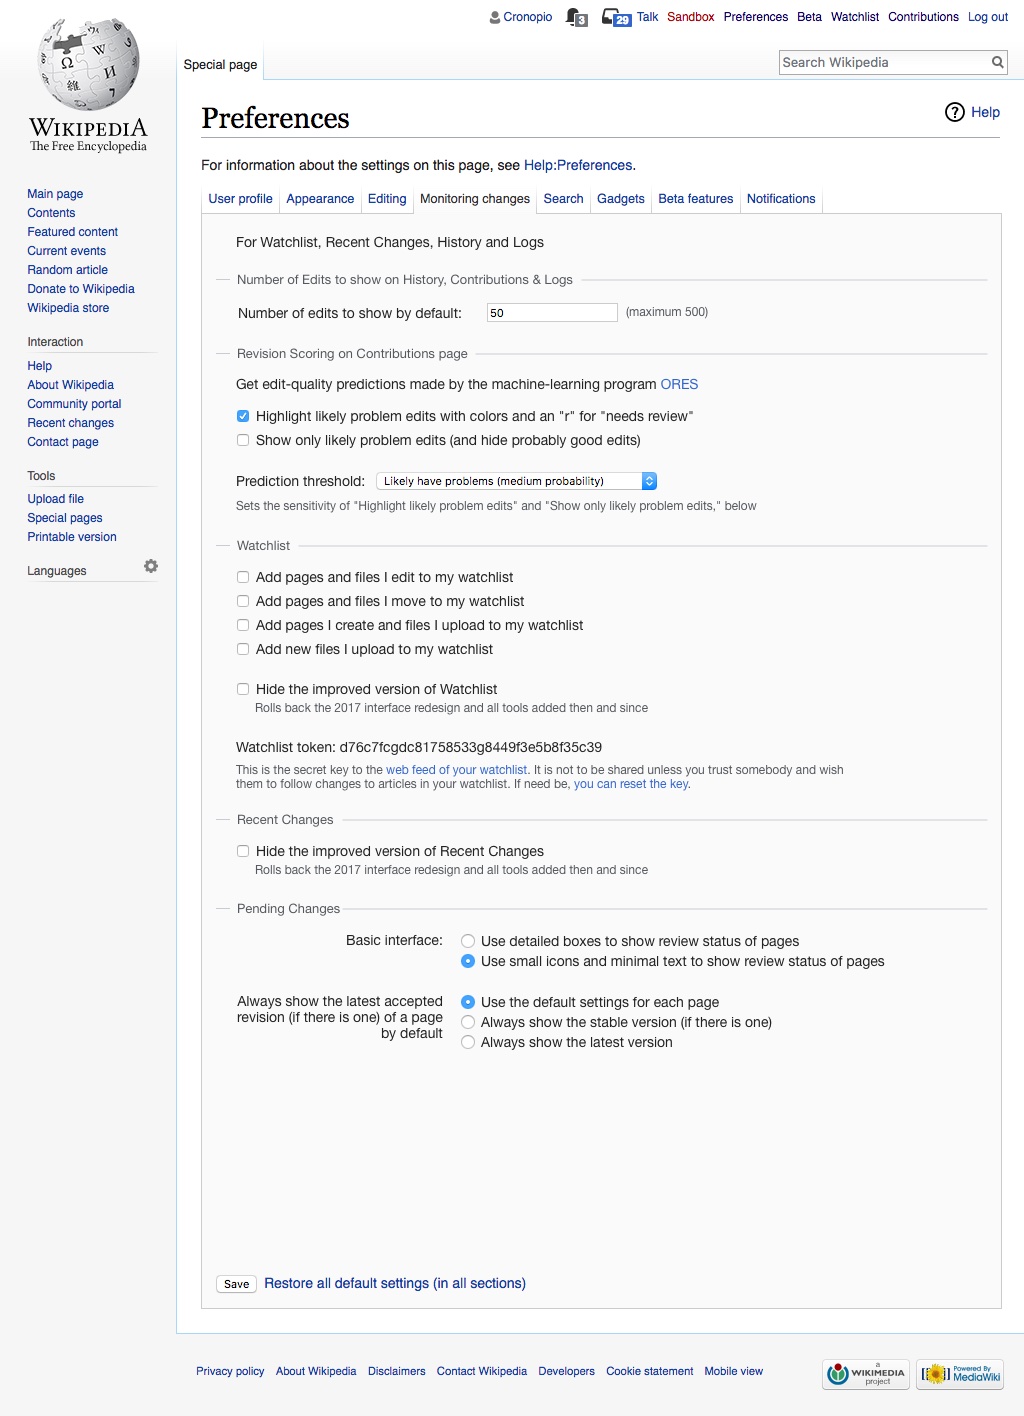 Cronopio 3 29 Talk Sandbox Preferences Beta Watchlist Contributions Log out
Special page
Search Wikipedia
WIKIPEDIA
The Free Encyclopedia
Main page
Contents
Featured content
Current events
Random article
Donate to Wikipedia
Wikipedia store
Interaction
Help
About Wikipedia
Community portal
Recent changes
Contact page
Tools
Upload file
Special pages
Printable version
Languages
Preferences
Help
For information about the settings on this page, see Help:Preferences.
User profile Appearance Editing Monitoring changes Search Gadgets Beta features Notifications
For Watchlist, Recent Changes, History and Logs
Number of Edits to show on History, Contributions & Logs
Number of edits to show by default: 50 (maximum 500)
Revision Scoring on Contributions page
Get edit-quality predictions made by the machine-learning program ORES
Highlight likely problem edits with colors and an "r" for "needs review"
Show only likely problem edits (and hide probably good edits)
Prediction threshold: Likely have problems (medium probability)
Sets the sensitivity of "Highlight likely problem edits" and "Show only likely problem edits," below
Watchlist
Add pages and files I edit to my watchlist
Add pages and files I move to my watchlist
Add pages I create and files I upload to my watchlist
Add new files I upload to my watchlist
Hide the improved version of Watchlist
Rolls back the 2017 interface redesign and all tools added then and since
Watchlist token: d76c7fcgdc81758533g8449f3e5b8f35c39
This is the secret key to the web feed of your watchlist. It is not to be shared unless you trust somebody and wish
them to follow changes to articles in your watchlist. If need be, you can reset the key.
Recent Changes
Hide the improved version of Recent Changes
Rolls back the 2017 interface redesign and all tools added then and since
Pending Changes
Basic interface:
Use detailed boxes to show review status of pages
Use small icons and minimal text to show review status of pages
Always show the latest accepted
revision (if there is one) of a page
by default
Use the default settings for each page
Always show the stable version (if there is one)
Always show the latest version
Save Restore all default settings (in all sections)
Privacy policy About Wikipedia Disclaimers Contact Wikipedia Developers Cookie statement Mobile view
a
WIKIMEDIA
project
Powered By
MediaWiki